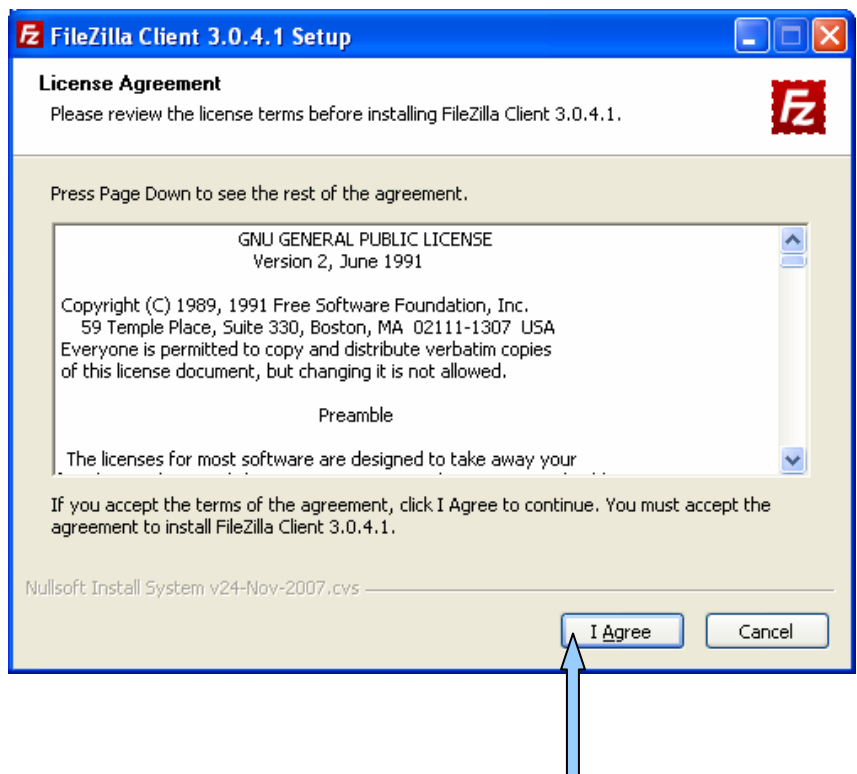 FileZilla Client 3.0.4.1 Setup
License Agreement
Please review the license terms before installing FileZilla Client 3.0.4.1.
Fz
Press Page Down to see the rest of the agreement.
GNU GENERAL PUBLIC LICENSE
Version 2, June 1991
Copyright (C) 1989, 1991 Free Software Foundation, Inc.
59 Temple Place, Suite 330, Boston, MA 02111-1307 USA
Everyone is permitted to copy and distribute verbatim copies
of this license document, but changing it is not allowed.
Preamble
The licenses for most software are designed to take away your
If you accept the terms of the agreement, click I Agree to continue. You must accept the
agreement to install FileZilla Client 3.0.4.1.
Nullsoft Install System v24-Nov-2007.cvs
I Agree Cancel